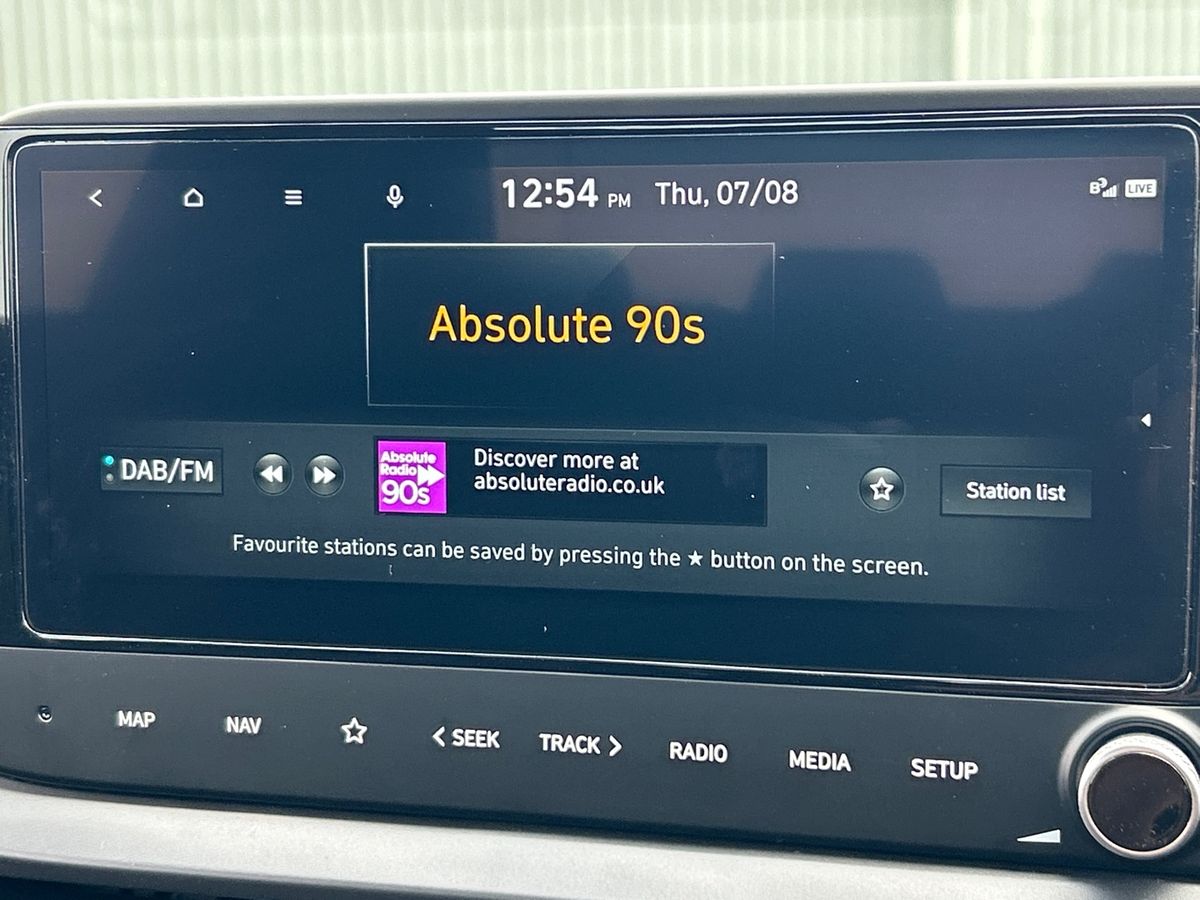 12:54 PM Thu, 07/08
LIVE
Absolute 90s
DAB/FM
Absolute
Radio
90s
Discover more at
absoluteradio.co.uk
Station list
Favourite stations can be saved by pressing the ★ button on the screen.
MAP
NAV
< SEEK
TRACK >
RADIO
MEDIA
SETUP